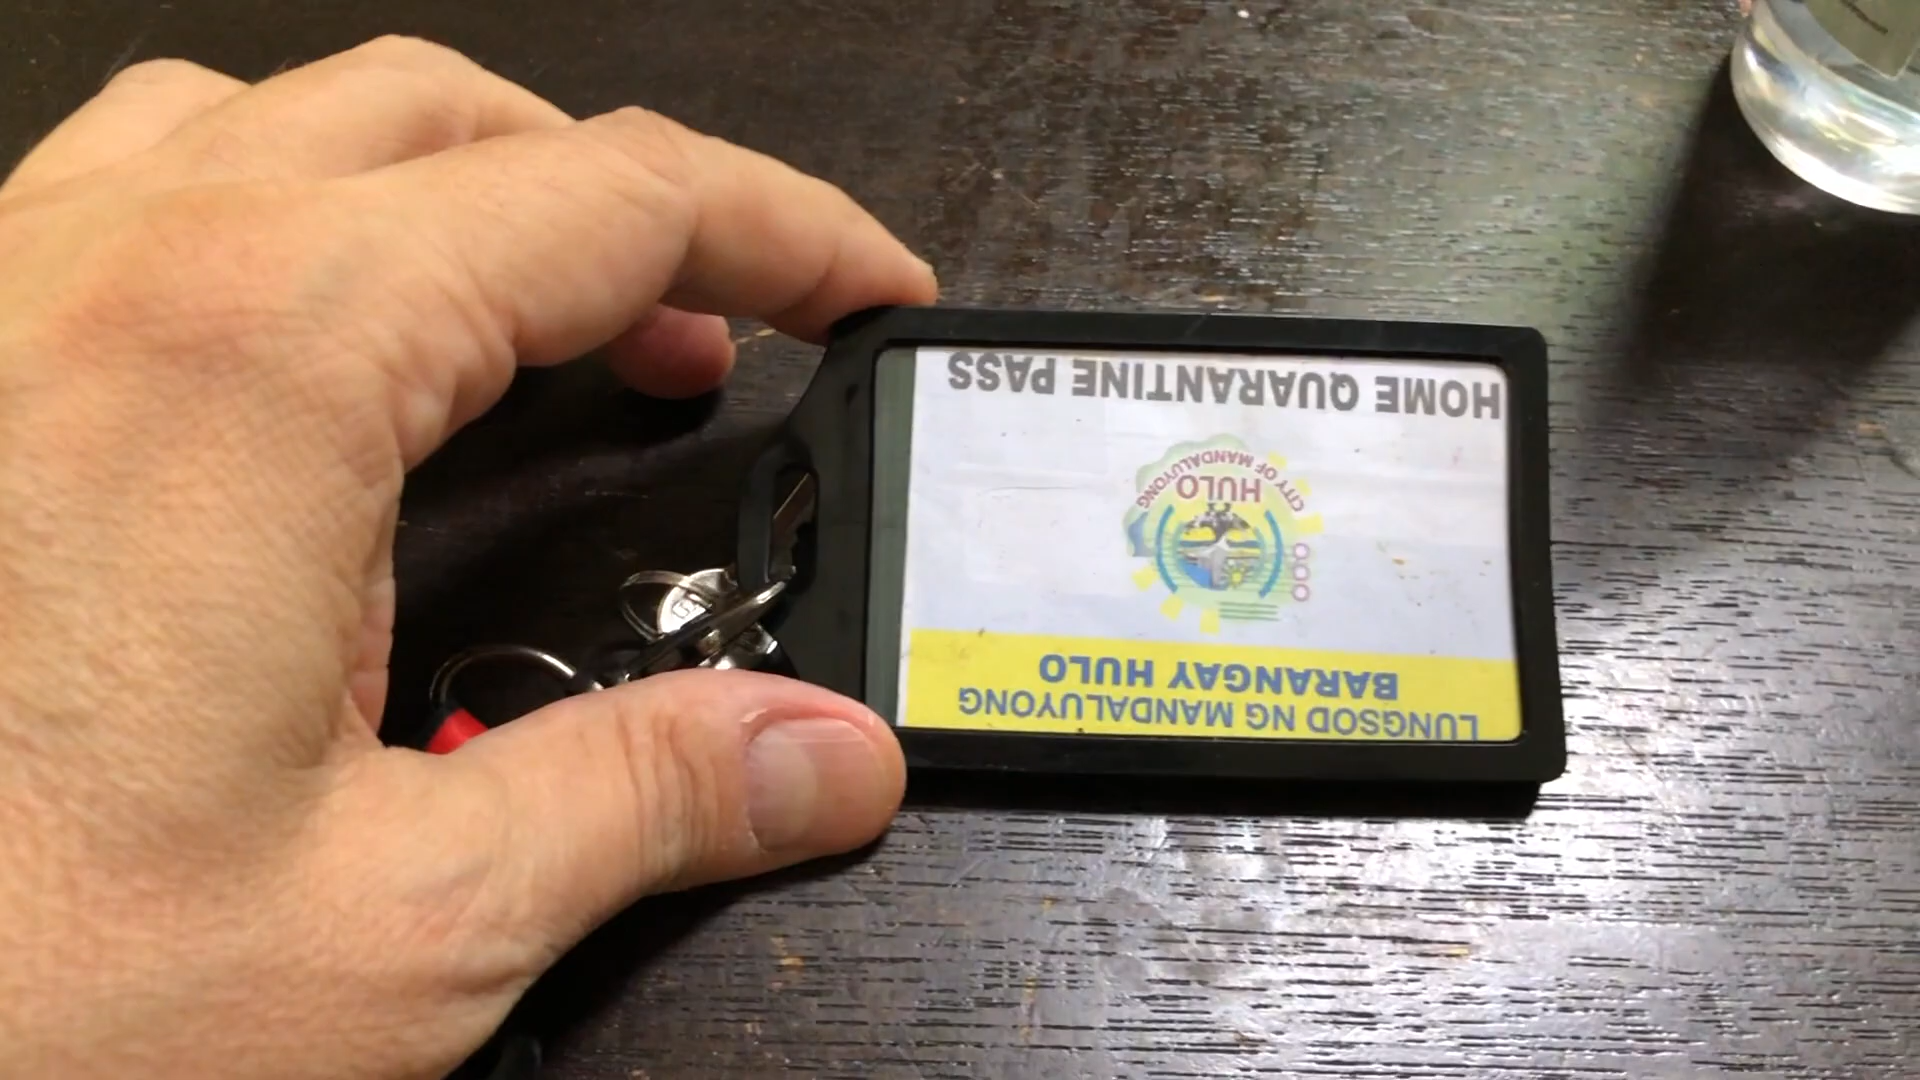 LUNGSOD NG MANDALUYONG
BARANGAY HULO
HULO
CITY OF MANDALUYONG
HOME QUARANTINE PASS